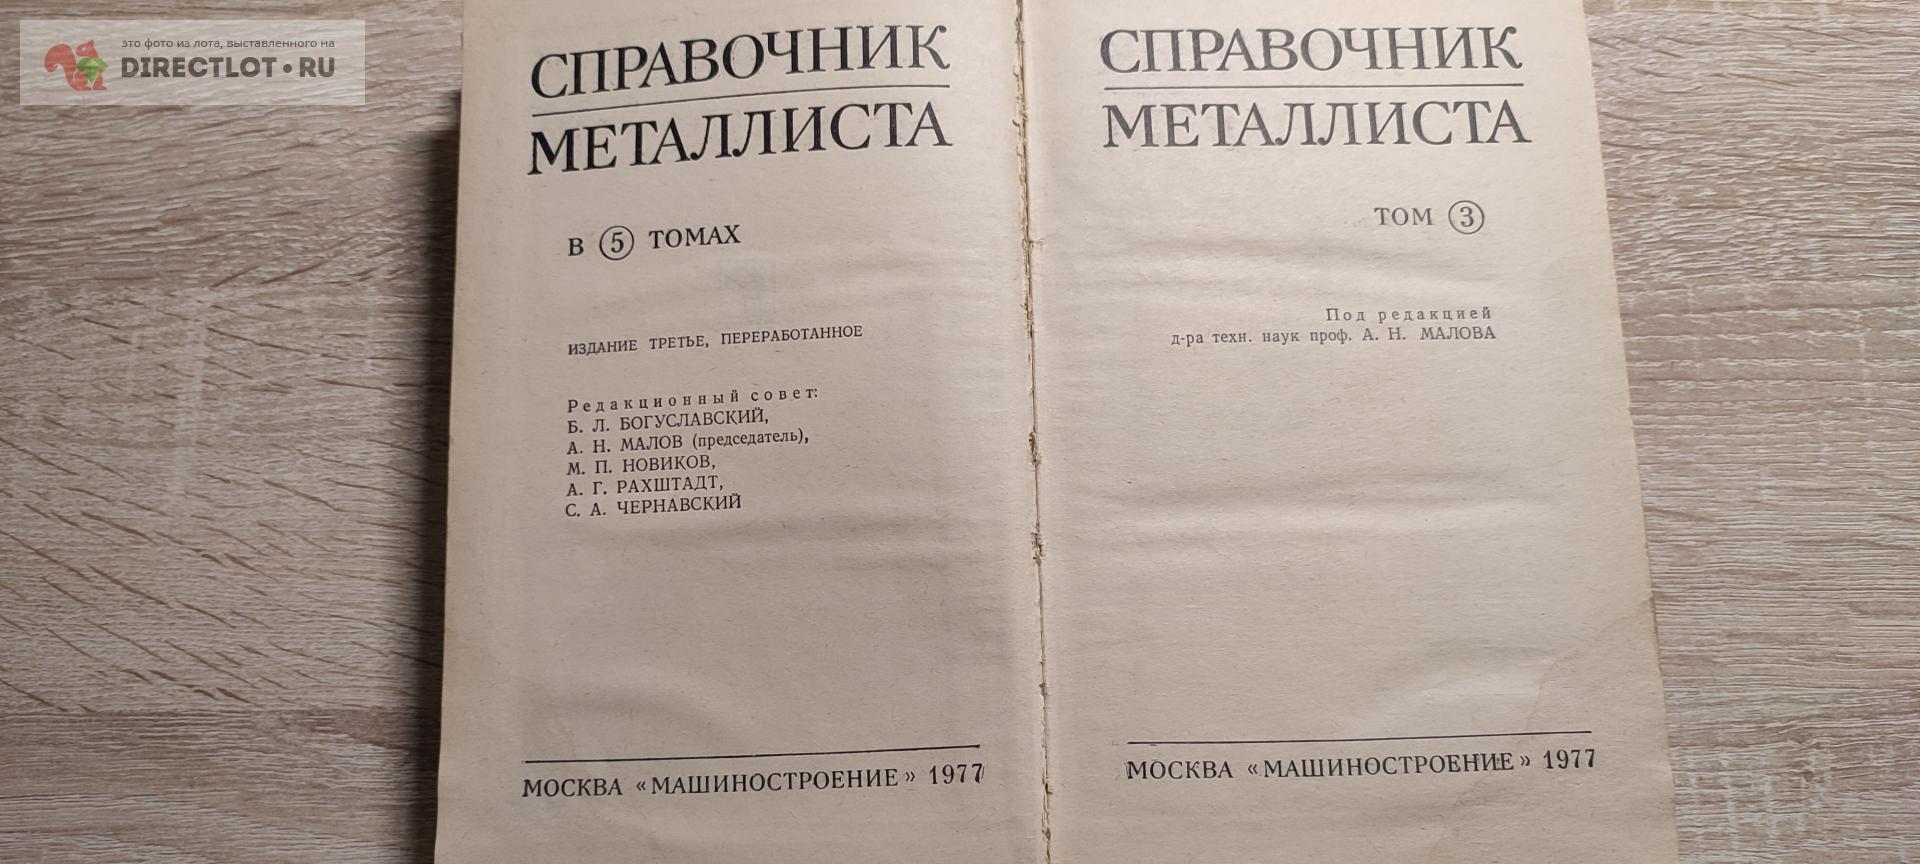 это фото из лота, выставленного на
DIRECTLOT•RU
СПРАВОЧНИК
МЕТАЛЛИСТА
В 5 ТОМАХ
ИЗДАНИЕ ТРЕТЬЕ, ПЕРЕРАБОТАННОЕ
Редакционный совет:
Б. Л. БОГУСЛАВСКИЙ,
А. Н. МАЛОВ (председатель),
М. П. НОВИКОВ,
А. Г. РАХШТАДТ,
С. А. ЧЕРНАВСКИЙ
МОСКВА «МАШИНОСТРОЕНИЕ» 1977
СПРАВОЧНИК
МЕТАЛЛИСТА
ТОМ 3
Под редакцией
д-ра техн. наук проф. А. Н. МАЛОВА
МОСКВА «МАШИНОСТРОЕНИЕ» 1977